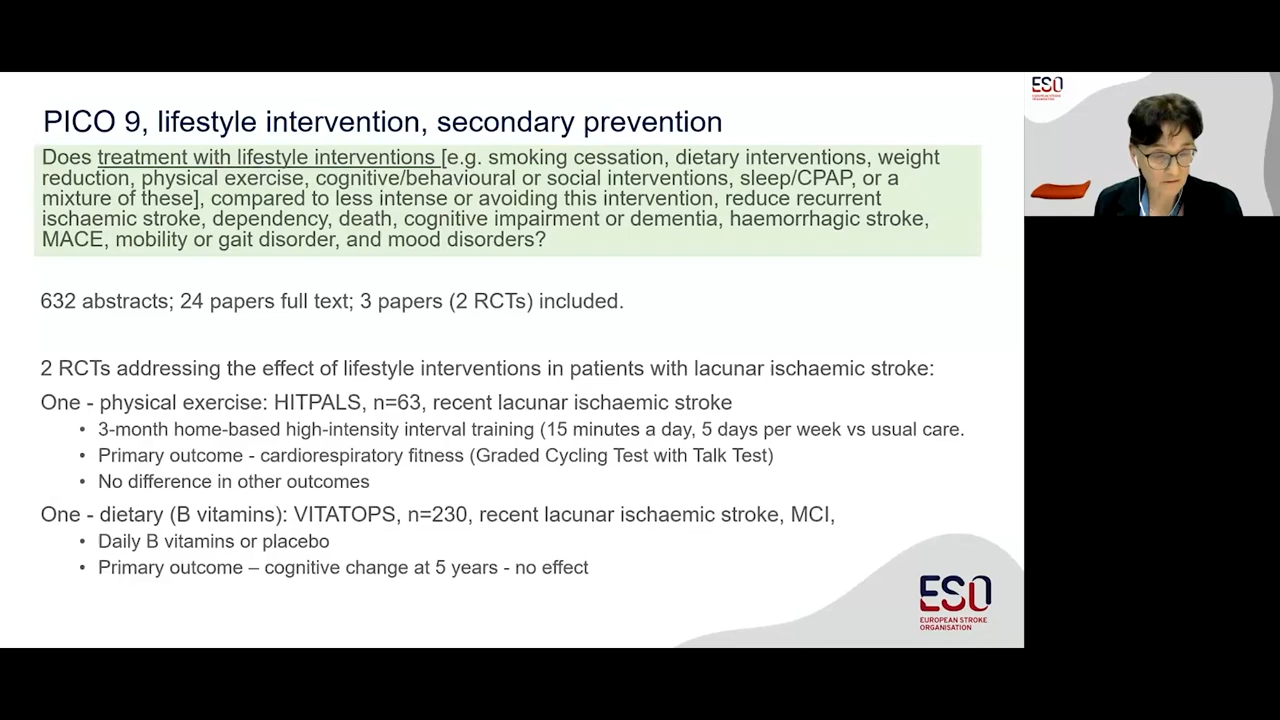 PICO 9, lifestyle intervention, secondary prevention
Does treatment with lifestyle interventions [e.g. smoking cessation, dietary interventions, weight
reduction, physical exercise, cognitive/behavioural or social interventions, sleep/CPAP, or a
mixture of these], compared to less intense or avoiding this intervention, reduce recurrent
ischaemic stroke, dependency, death, cognitive impairment or dementia, haemorrhagic stroke,
MACE, mobility or gait disorder, and mood disorders?
632 abstracts; 24 papers full text; 3 papers (2 RCTs) included.
2 RCTs addressing the effect of lifestyle interventions in patients with lacunar ischaemic stroke:
One - physical exercise: HITPALS, n=63, recent lacunar ischaemic stroke
• 3-month home-based high-intensity interval training (15 minutes a day, 5 days per week vs usual care.
• Primary outcome - cardiorespiratory fitness (Graded Cycling Test with Talk Test)
• No difference in other outcomes
One - dietary (B vitamins): VITATOPS, n=230, recent lacunar ischaemic stroke, MCI,
• Daily B vitamins or placebo
• Primary outcome – cognitive change at 5 years - no effect
ESO
EUROPEAN STROKE
ORGANISATION
ESO
EUROPEAN STROKE
ORGANISATION